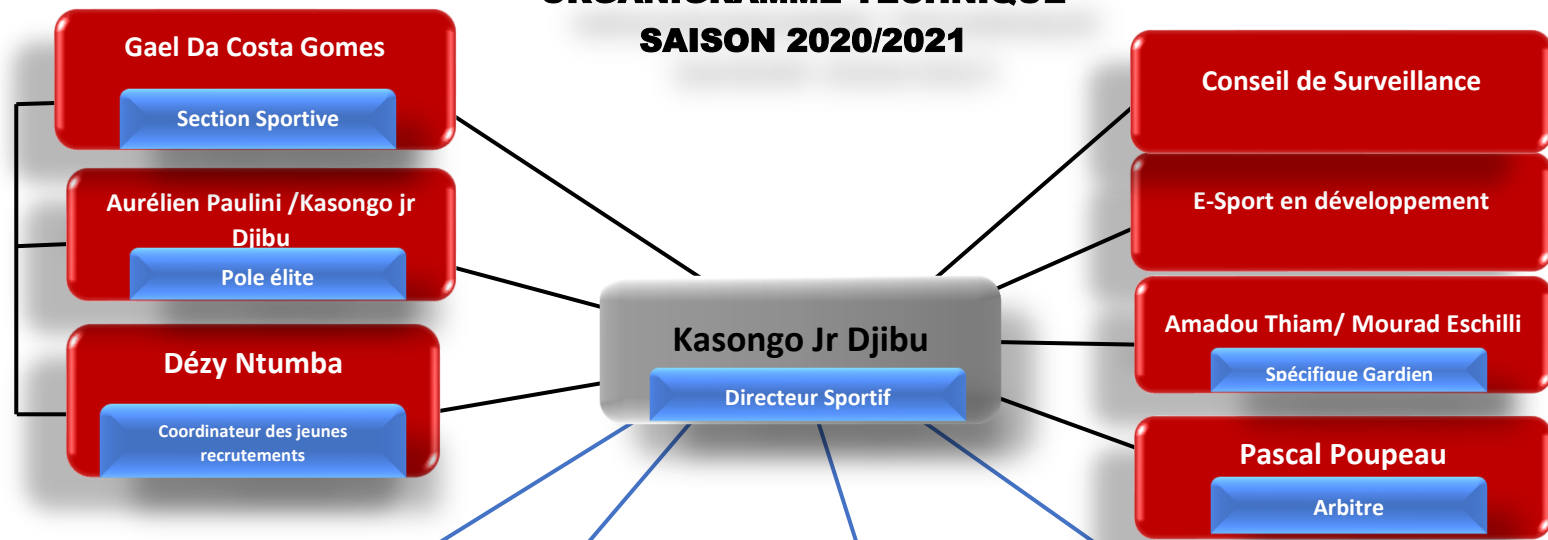 ORGANIGRAMME TECHNIQUE
SAISON 2020/2021
Gael Da Costa Gomes
Section Sportive
Aurélien Paulini /Kasongo jr
Djibu
Pole élite
Dézy Ntumba
Coordinateur des jeunes
recrutements
Kasongo Jr Djibu
Directeur Sportif
Conseil de Surveillance
E-Sport en développement
Amadou Thiam/ Mourad Eschilli
Spécifique Gardien
Pascal Poupeau
Arbitre